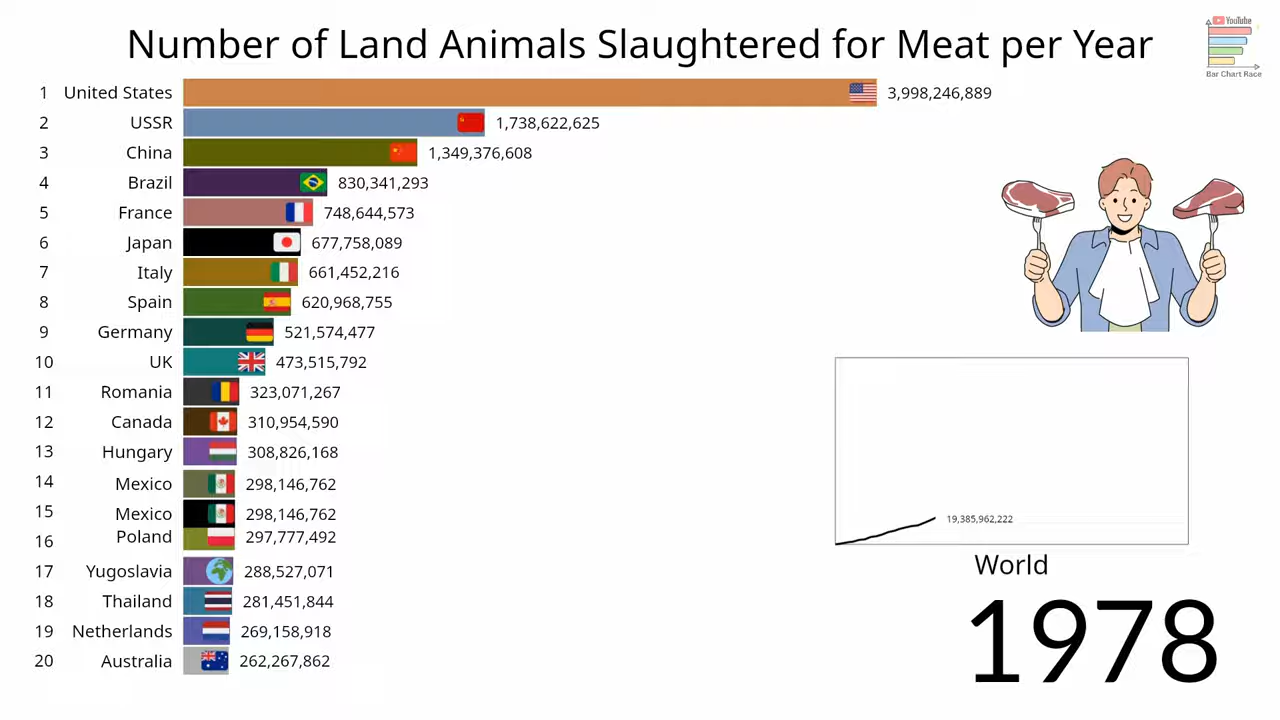 Number of Land Animals Slaughtered for Meat per Year
YouTube
Bar Chart Race
1 United States 3,998,246,889
2 USSR 1,738,622,625
3 China 1,349,376,608
4 Brazil 830,341,293
5 France 748,644,573
6 Japan 677,758,089
7 Italy 661,452,216
8 Spain 620,968,755
9 Germany 521,574,477
10 UK 473,515,792
11 Romania 323,071,267
12 Canada 310,954,590
13 Hungary 308,826,168
14 Mexico 298,146,762
15 Mexico 298,146,762
16 Poland 297,777,492
17 Yugoslavia 288,527,071
18 Thailand 281,451,844
19 Netherlands 269,158,918
20 Australia 262,267,862
19,385,962,222
World
1978